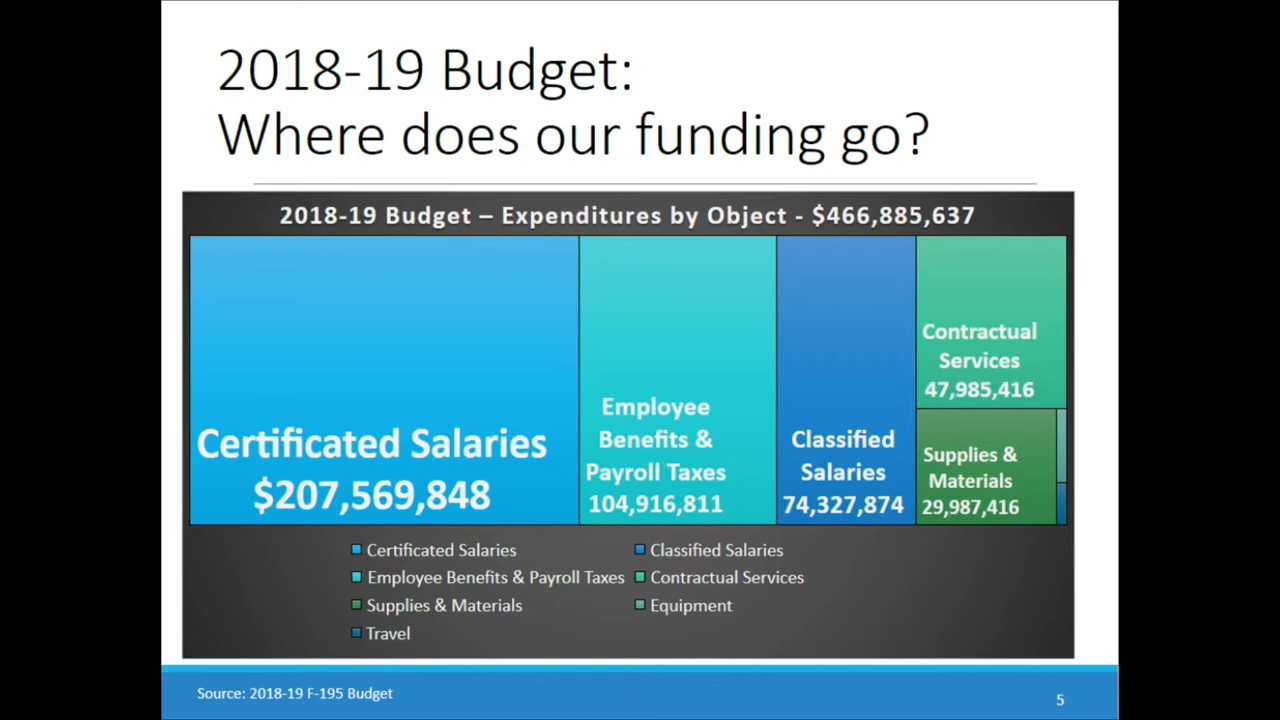 2018-19 Budget:
Where does our funding go?
2018-19 Budget – Expenditures by Object - $466,885,637
Certificated Salaries
$207,569,848
Employee
Benefits &
Payroll Taxes
104,916,811
Classified
Salaries
74,327,874
Contractual
Services
47,985,416
Supplies &
Materials
29,987,416
Certificated Salaries
Classified Salaries
Employee Benefits & Payroll Taxes
Contractual Services
Supplies & Materials
Equipment
Travel
Source: 2018-19 F-195 Budget
5